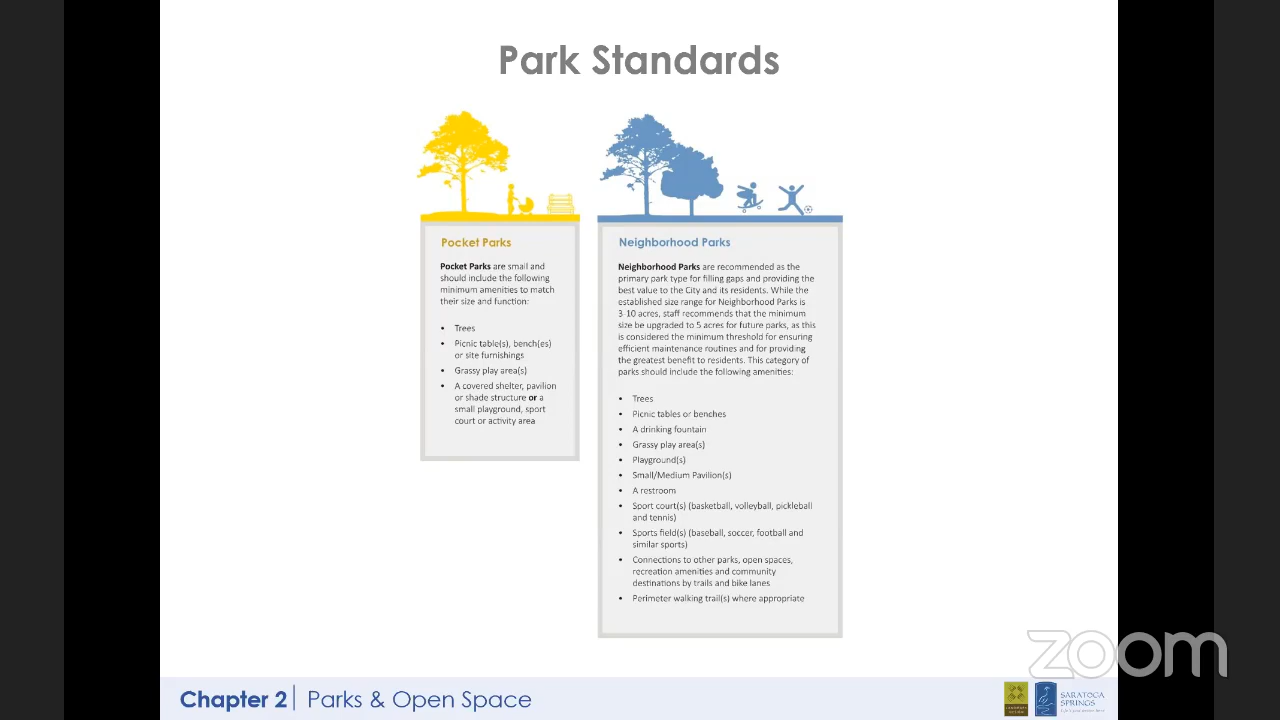 Park Standards
Pocket Parks
Pocket Parks are small and
should include the following
minimum amenities to match
their size and function:
• Trees
• Picnic table(s), bench(es)
or site furnishings
• Grassy play area(s)
• A covered shelter, pavilion
or shade structure or a
small playground, sport
court or activity area
Neighborhood Parks
Neighborhood Parks are recommended as the
primary park type for filling gaps and providing the
best value to the City and its residents. While the
established size range for Neighborhood Parks is
3-10 acres, staff recommends that the minimum
size be upgraded to 5 acres for future parks, as this
is considered the minimum threshold for ensuring
efficient maintenance routines and for providing
the greatest benefit to residents. This category of
parks should include the following amenities:
• Trees
• Picnic tables or benches
• A drinking fountain
• Grassy play area(s)
• Playground(s)
• Small/Medium Pavilion(s)
• A restroom
• Sport court(s) (basketball, volleyball, pickleball
and tennis)
• Sports field(s) (baseball, soccer, football and
similar sports)
• Connections to other parks, open spaces,
recreation amenities and community
destinations by trails and bike lanes
• Perimeter walking trail(s) where appropriate
zoom
Chapter 2 | Parks & Open Space
SARATOGA
SPRINGS